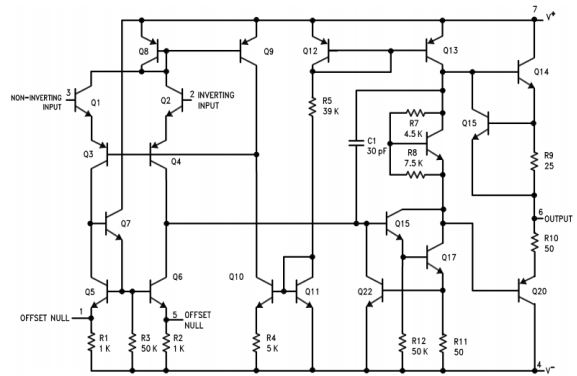 7 V+
Q8
Q9
Q12
Q13
Q14
NON-INVERTING
INPUT
3
Q1
Q2
2 INVERTING
INPUT
R5
39 K
C1
30 pF
R7
4.5 K
R8
7.5 K
Q15
R9
25
Q3
Q4
6
OUTPUT
R10
50
Q7
Q15
Q17
Q5
Q6
Q10
Q11
Q22
Q20
OFFSET NULL
1
5
OFFSET
NULL
R1
1 K
R3
50 K
R2
1 K
R4
5 K
R12
50 K
R11
50
4 V-